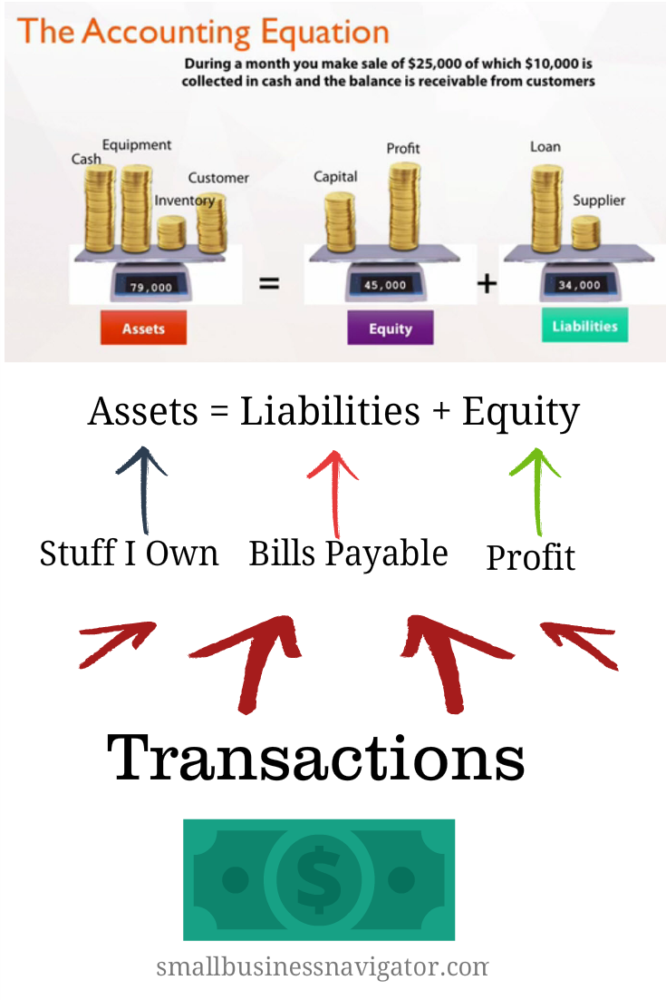 The Accounting Equation
During a month you make sale of $25,000 of which $10,000 is
collected in cash and the balance is receivable from customers
Cash
Equipment
Inventory
Customer
Capital
Profit
Loan
Supplier
79,000
=
45,000
+
34,000
Assets
Equity
Liabilities
Assets = Liabilities + Equity
Stuff I Own
Bills Payable
Profit
Transactions
$
smallbusinessnavigator.com